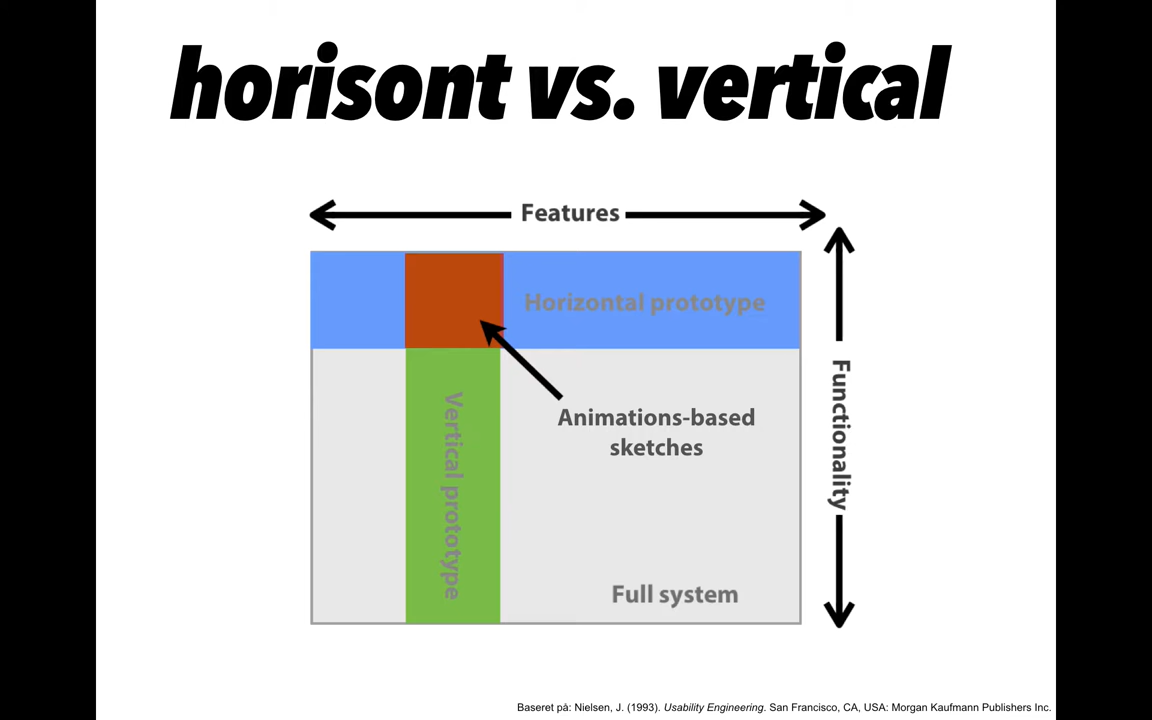 horisont vs. vertical
Features
Horizontal prototype
Functionality
Animations-based
sketches
Vertical prototype
Full system
Baseret på: Nielsen, J. (1993). Usability Engineering. San Francisco, CA, USA: Morgan Kaufmann Publishers Inc.